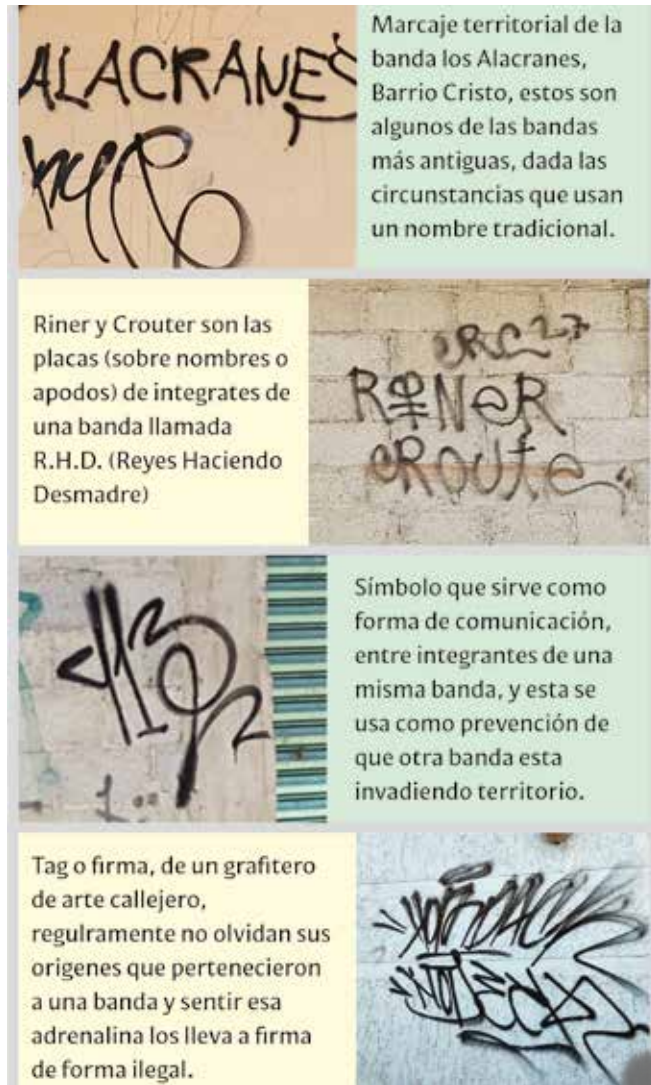 ALACRANES
Marcaje territorial de la
banda los Alacranes,
Barrio Cristo, estos son
algunos de las bandas
más antiguas, dada las
circunstancias que usan
un nombre tradicional.
Riner y Crouter son las
placas (sobre nombres o
apodos) de integrates de
una banda llamada
R.H.D. (Reyes Haciendo
Desmadre)
RiNeR
Símbolo que sirve como
forma de comunicación,
entre integrantes de una
misma banda, y esta se
usa como prevención de
que otra banda esta
invadiendo territorio.
Tag o firma, de un grafitero
de arte callejero,
regulramente no olvidan sus
origenes que pertenecieron
a una banda y sentir esa
adrenalina los lleva a firma
de forma ilegal.